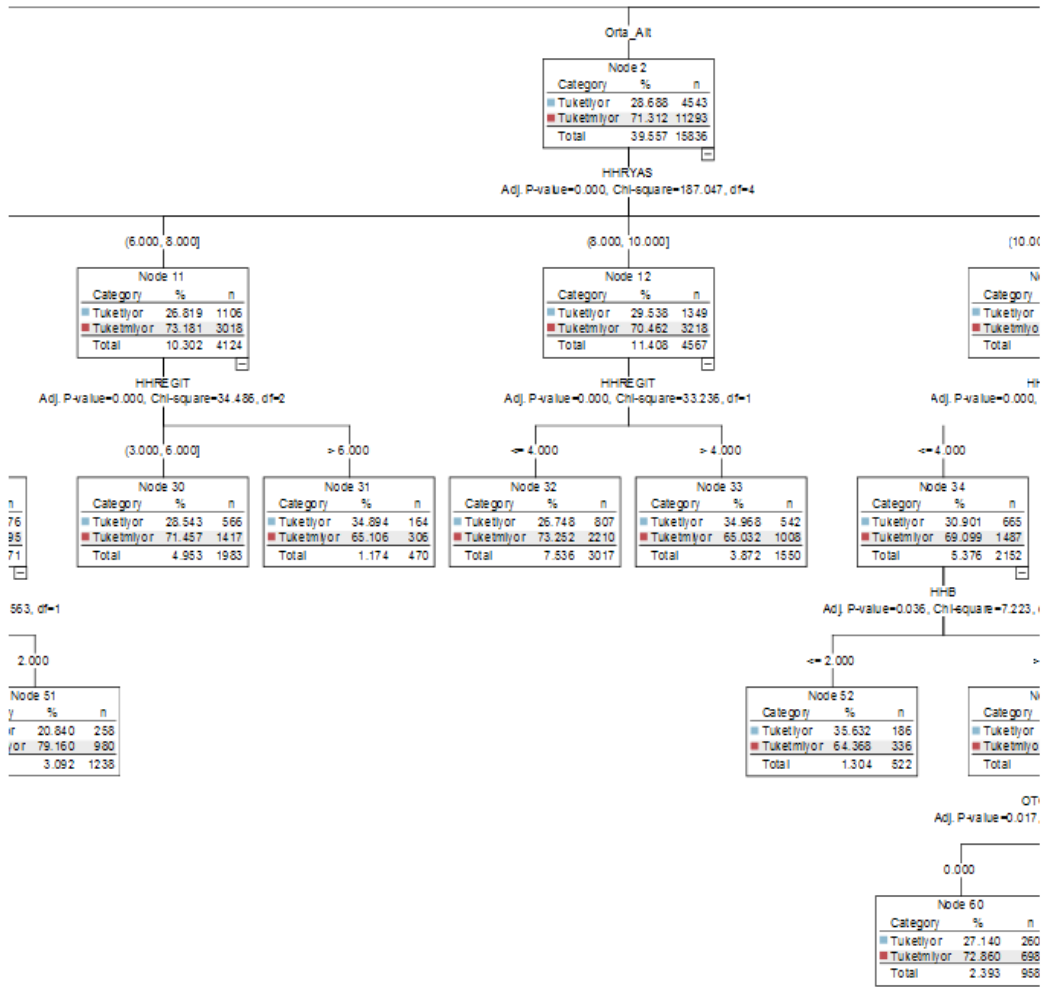 Orta_Alt
Node 2
Category % n
Tuketiyor 28.688 4543
Tuketmiyor 71.312 11293
Total 39.557 15836
HHRYAS
Adj. P-value=0.000, Chi-square=187.047, df=4
(6.000, 8.000]
(8.000, 10.000]
(10.00
Node 11
Category % n
Tuketiyor 26.819 1106
Tuketmiyor 73.181 3018
Total 10.302 4124
Node 12
Category % n
Tuketiyor 29.538 1349
Tuketmiyor 70.462 3218
Total 11.408 4567
Category
Tuketiyor
Tuketmiyor
Total
HHREGIT
Adj. P-value=0.000, Chi-square=34.486, df=2
HHREGIT
Adj. P-value=0.000, Chi-square=33.236, df=1
Adj. P-value=0.000,
(3.000, 6.000]
> 6.000
<= 4.000
> 4.000
<= 4.000
n
76
95
71
Node 30
Category % n
Tuketiyor 28.543 566
Tuketmiyor 71.457 1417
Total 4.953 1983
Node 31
Category % n
Tuketiyor 34.894 164
Tuketmiyor 65.106 306
Total 1.174 470
Node 32
Category % n
Tuketiyor 26.748 807
Tuketmiyor 73.252 2210
Total 7.536 3017
Node 33
Category % n
Tuketiyor 34.968 542
Tuketmiyor 65.032 1008
Total 3.872 1550
Node 34
Category % n
Tuketiyor 30.901 665
Tuketmiyor 69.099 1487
Total 5.376 2152
563, df=1
HHB
Adj. P-value=0.036, Chi-square=7.223,
2.000
<= 2.000
>
Node 51
y % n
r 20.840 258
yor 79.160 980
3.092 1238
Node 52
Category % n
Tuketiyor 35.632 186
Tuketmiyor 64.368 336
Total 1.304 522
Category
Tuketiyor
Tuketmiyor
Total
Adj. P-value=0.017,
0.000
Node 60
Category % n
Tuketiyor 27.140 260
Tuketmiyor 72.860 698
Total 2.393 958